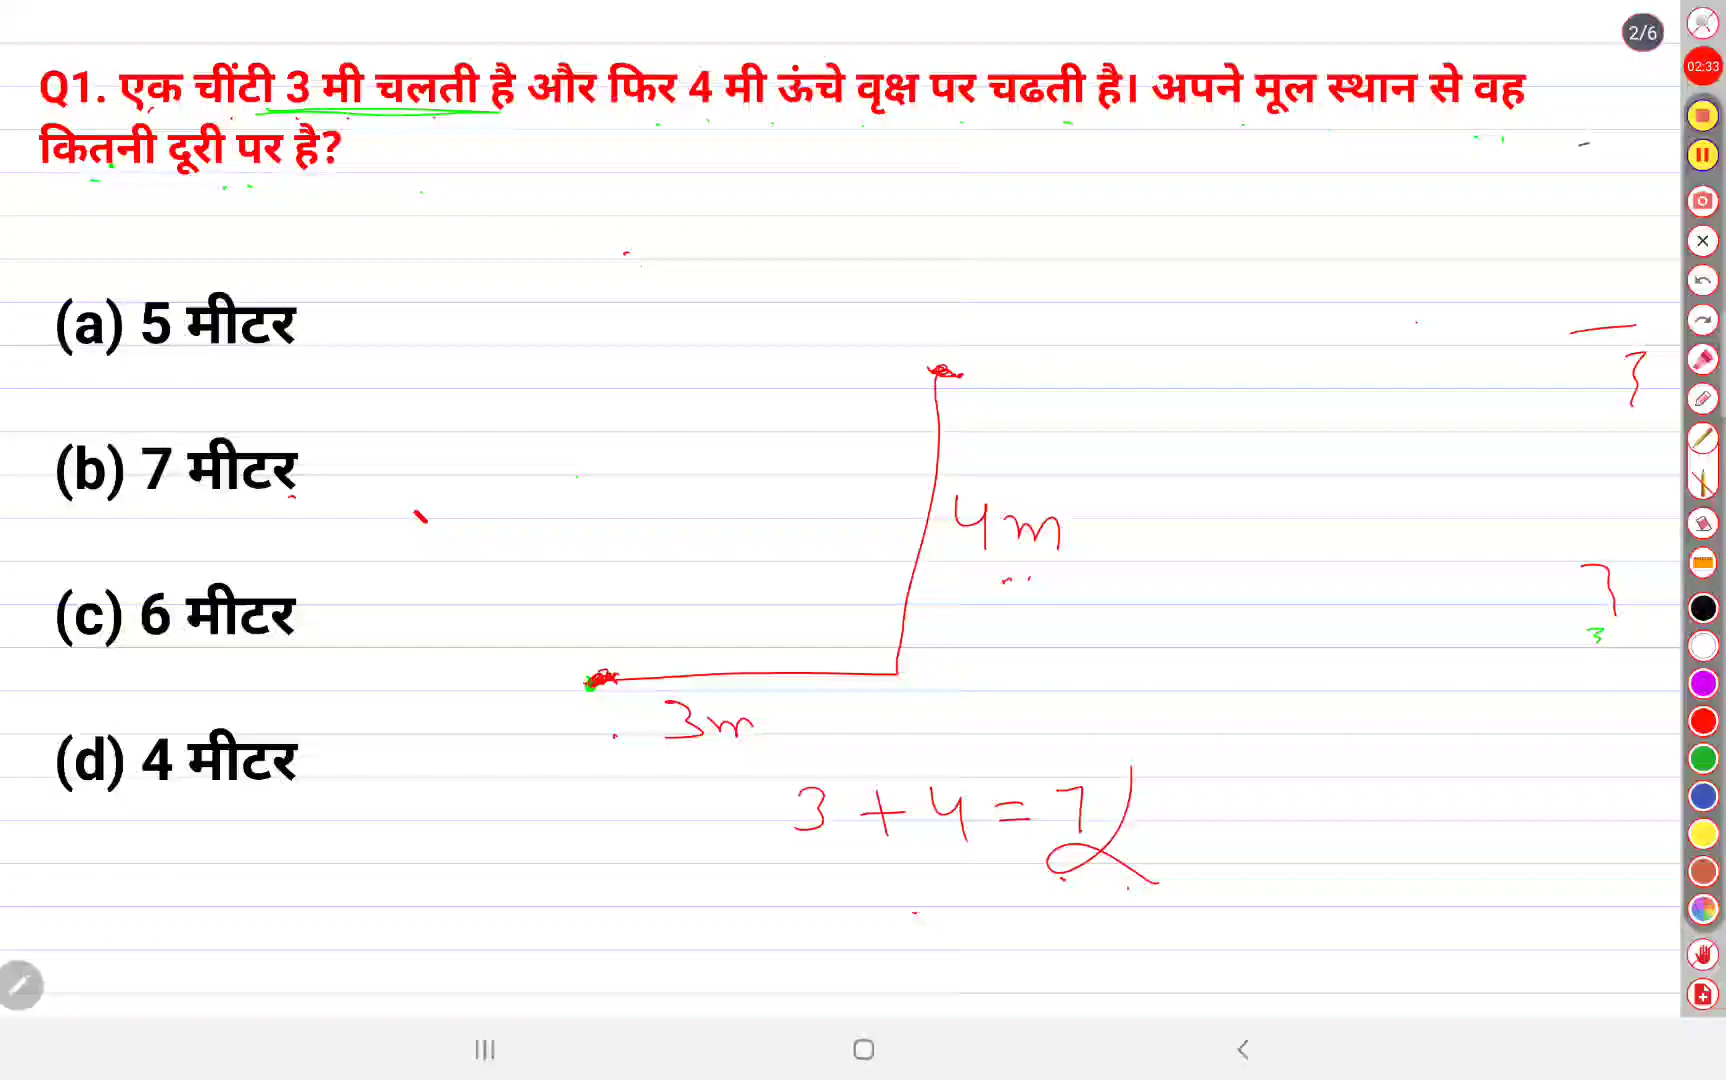 2/6
02:33
Q1. एक चींटी 3 मी चलती है और फिर 4 मी ऊंचे वृक्ष पर चढती है। अपने मूल स्थान से वह
कितनी दूरी पर है?
(a) 5 मीटर
(b) 7 मीटर
4m
(c) 6 मीटर
3m
(d) 4 मीटर
3 + 4 = 7